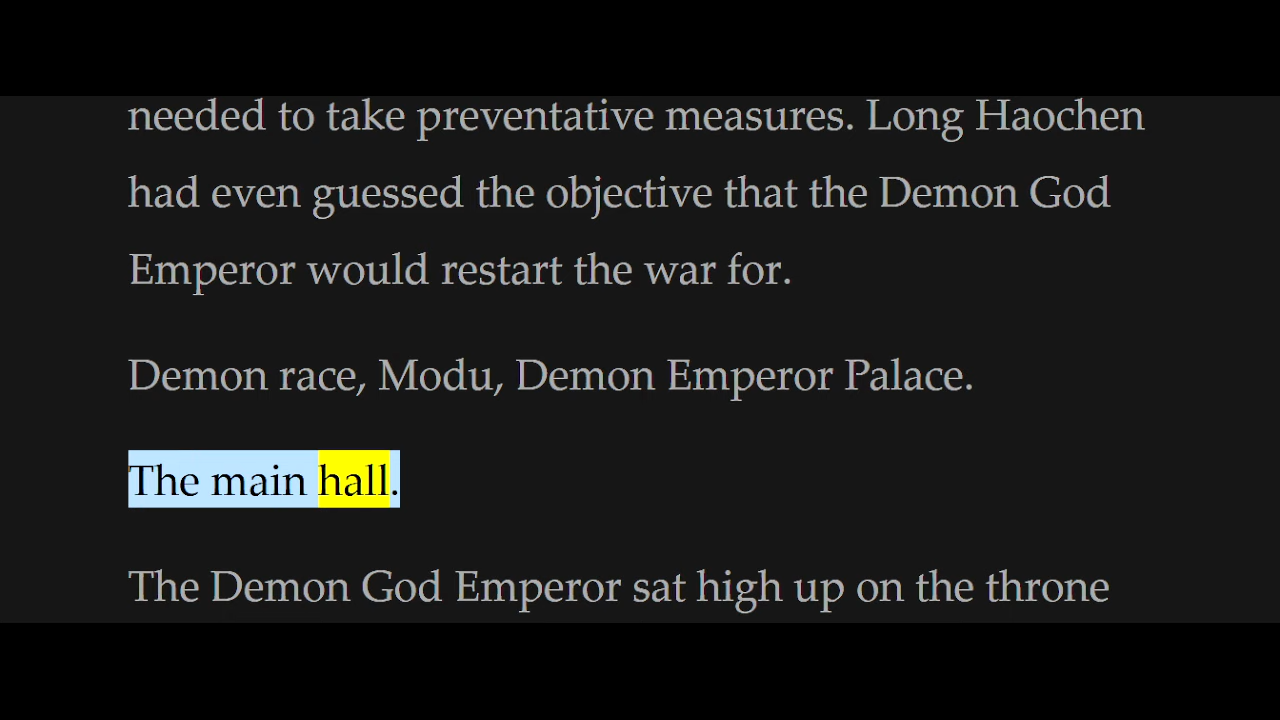 needed to take preventative measures. Long Haochen
had even guessed the objective that the Demon God
Emperor would restart the war for.
Demon race, Modu, Demon Emperor Palace.
The main hall.
The Demon God Emperor sat high up on the throne